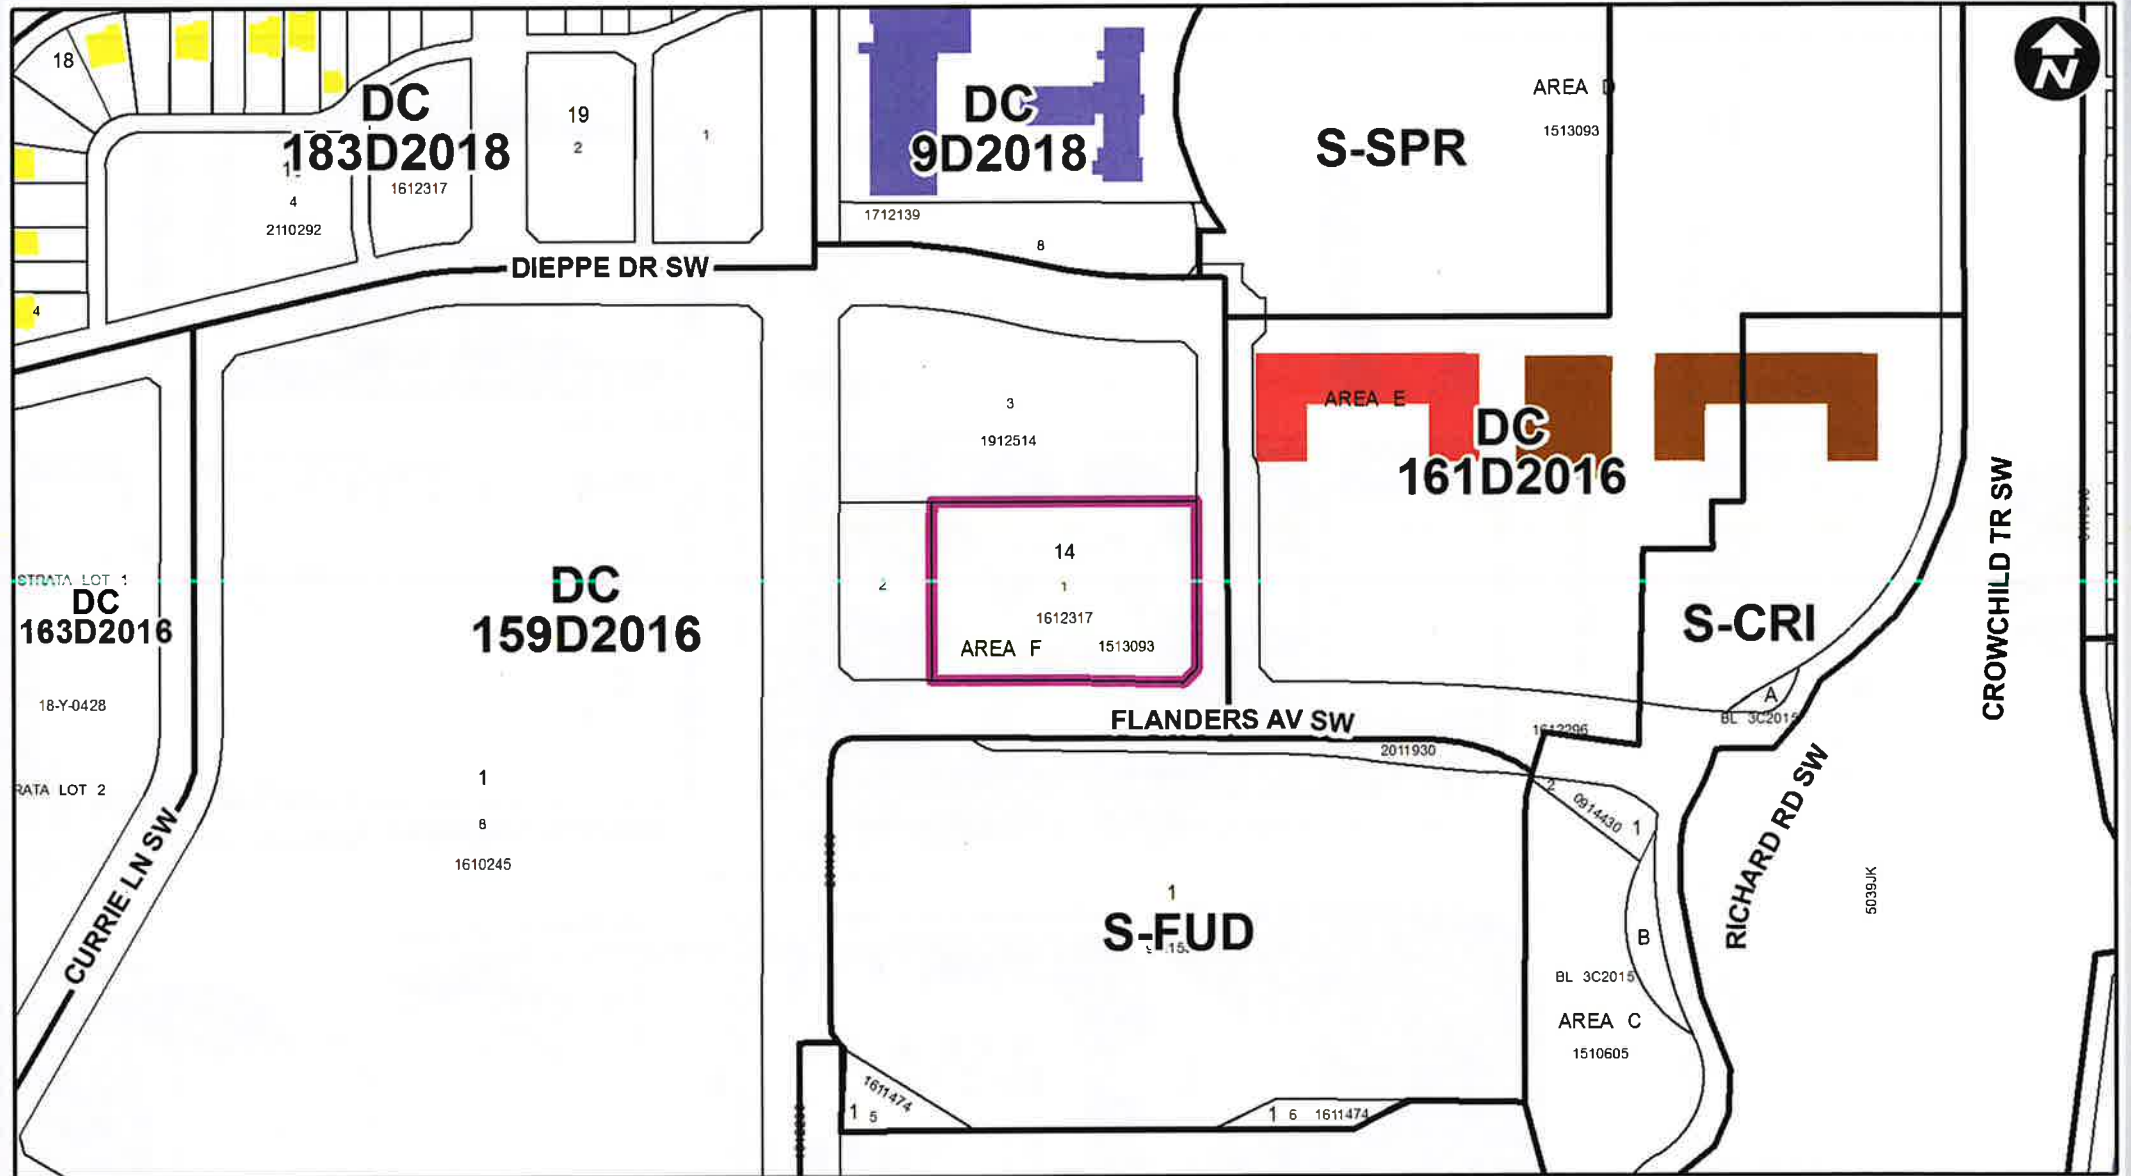 N
18
DC
183D2018
4
2110292
1612317
19
2
1
4
DC
9D2018
1712139
8
AREA D
1513093
S-SPR
DIEPPE DR SW
3
1912514
AREA E
DC
161D2016
14
1
1612317
AREA F
1513093
2
STRATA LOT 1
DC
163D2016
18-Y-0428
RATA LOT 2
DC
159D2016
1
8
1610245
S-CRI
CROWCHILD TR SW
A
BL 3C2015
FLANDERS AV SW
2011930
1612296
2
0914430
1
CURRIE LN SW
RICHARD RD SW
5039JK
1
S-FUD
B
BL 3C2015
AREA C
1510605
1611474
1 5
1 6 1611474